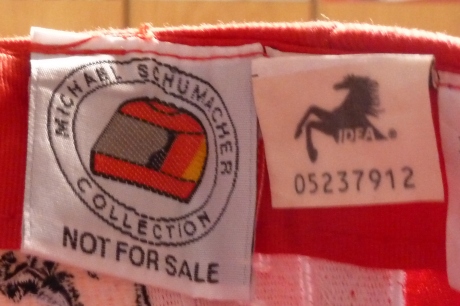 MICHAEL SCHUMACHER
COLLECTION
NOT FOR SALE
IDEA®
05237912